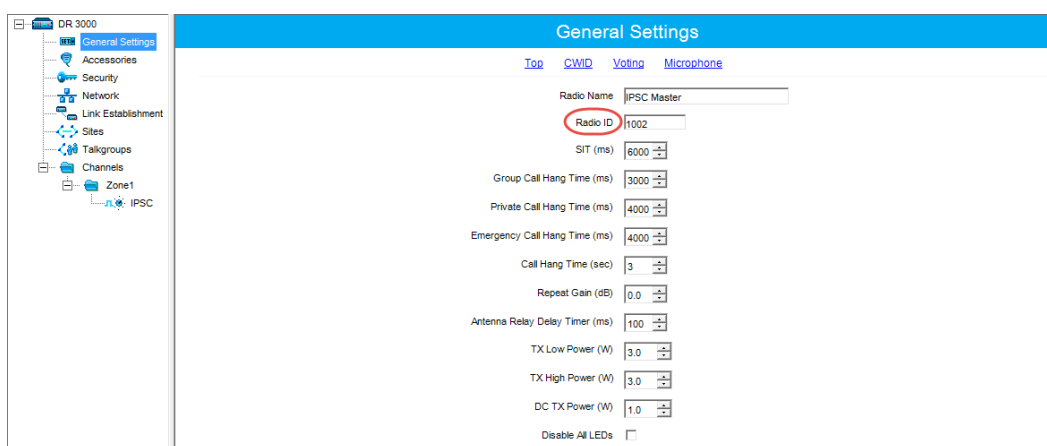 DR 3000
General Settings
Accessories
Security
Network
Link Establishment
Sites
Talkgroups
Channels
Zone1
IPSC
General Settings
Top CWID Voting Microphone
Radio Name IPSC Master
Radio ID 1002
SIT (ms) 6000
Group Call Hang Time (ms) 3000
Private Call Hang Time (ms) 4000
Emergency Call Hang Time (ms) 4000
Call Hang Time (sec) 3
Repeat Gain (dB) 0.0
Antenna Relay Delay Timer (ms) 100
TX Low Power (W) 3.0
TX High Power (W) 3.0
DC TX Power (W) 1.0
Disable All LEDs